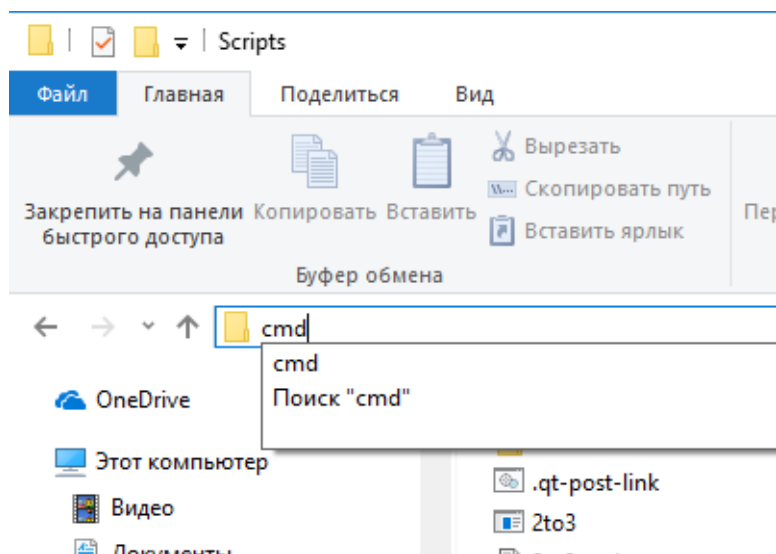 Scripts
Файл Главная Поделиться Вид
Вырезать
Скопировать путь
Закрепить на панели Копировать Вставить
быстрого доступа
Вставить ярлык
Буфер обмена
cmd
cmd
Поиск "cmd"
OneDrive
Этот компьютер
.qt-post-link
Видео
2to3
Документы